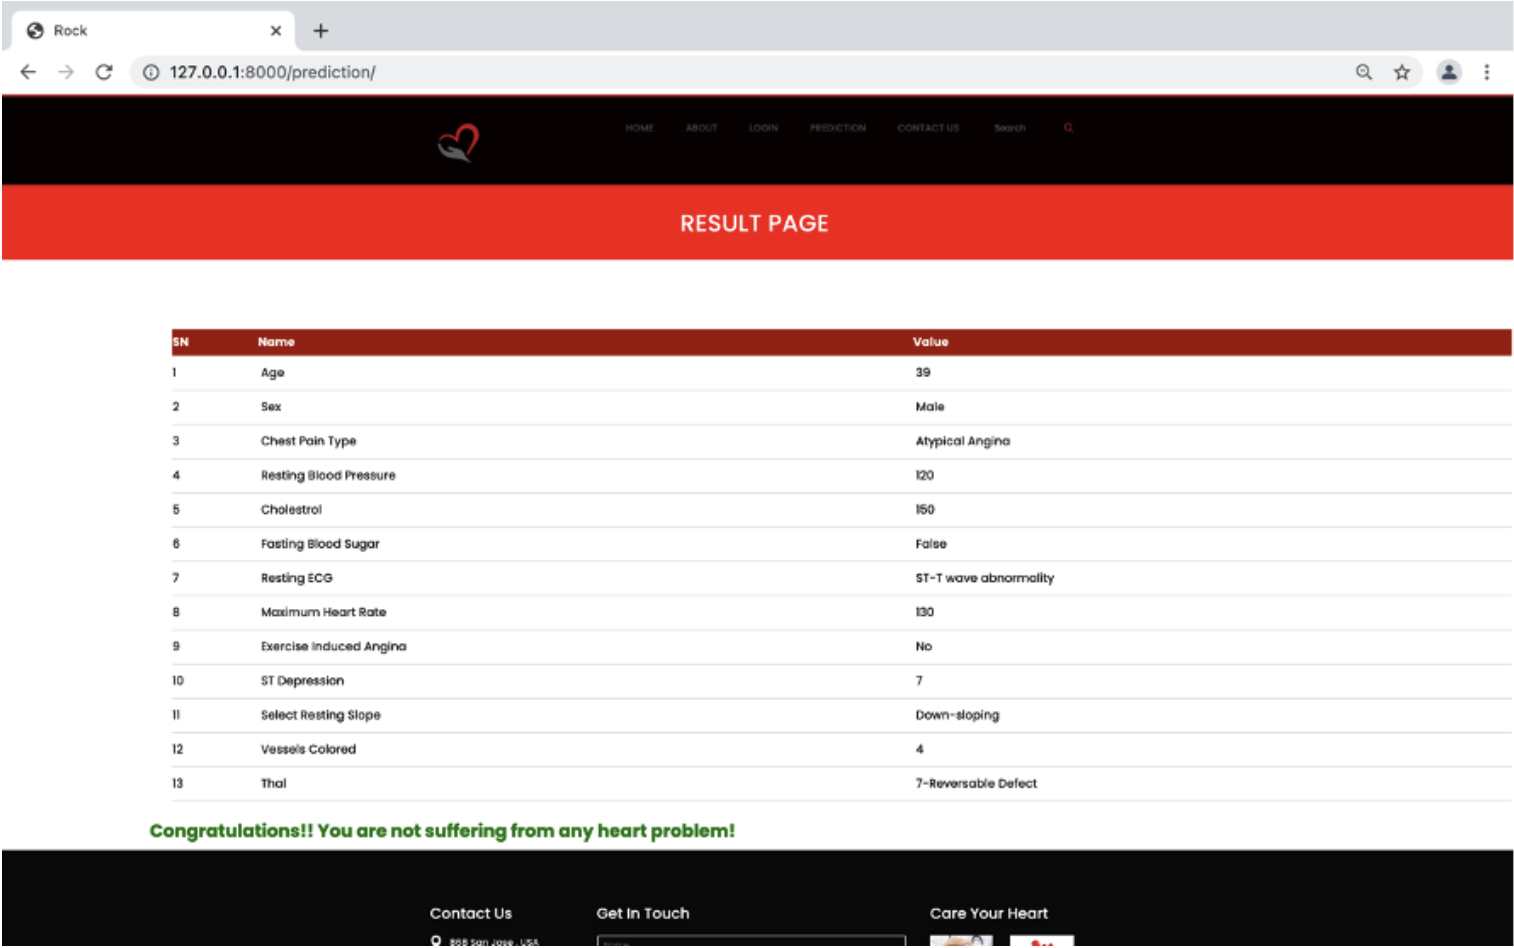 Rock
127.0.0.1:8000/prediction/
HOME ABOUT LOGIN PREDICTION CONTACT US Search
RESULT PAGE
SN Name Value
1 Age 39
2 Sex Male
3 Chest Pain Type Atypical Angina
4 Resting Blood Pressure 120
5 Cholestrol 150
6 Fasting Blood Sugar False
7 Resting ECG ST-T wave abnormality
8 Maximum Heart Rate 130
9 Exercise Induced Angina No
10 ST Depression 7
11 Select Resting Slope Down-sloping
12 Vessels Colored 4
13 Thal 7-Reversable Defect
Congratulations!! You are not suffering from any heart problem!
Contact Us Get In Touch Care Your Heart
868 San Jose , USA